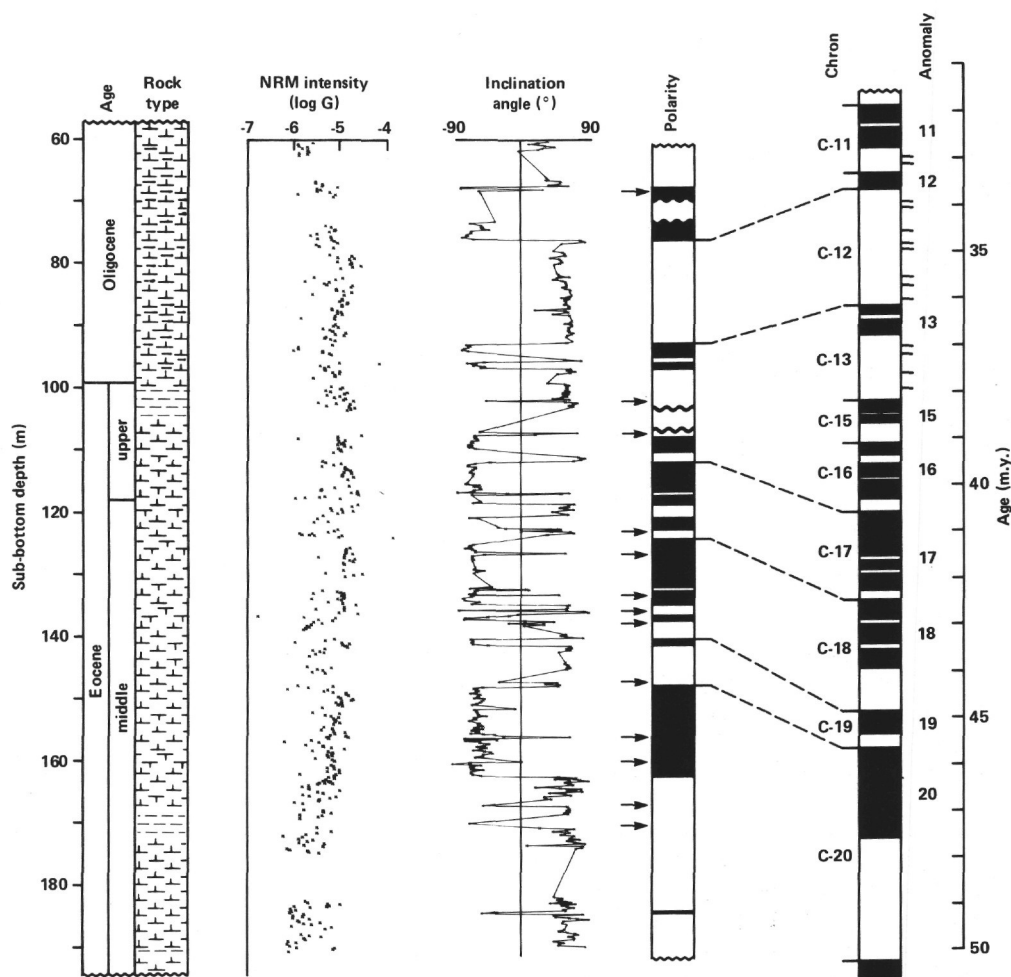 Age
Rock
type
NRM intensity
(log G)
-7
-6
-5
-4
Inclination
angle (°)
-90
90
Polarity
Chron
Anomaly
Sub-bottom depth (m)
60
80
100
120
140
160
180
Oligocene
Eocene
upper
middle
C-11
C-12
C-13
C-15
C-16
C-17
C-18
C-19
C-20
11
12
13
15
16
17
18
19
20
35
40
45
50
Age (m.y.)